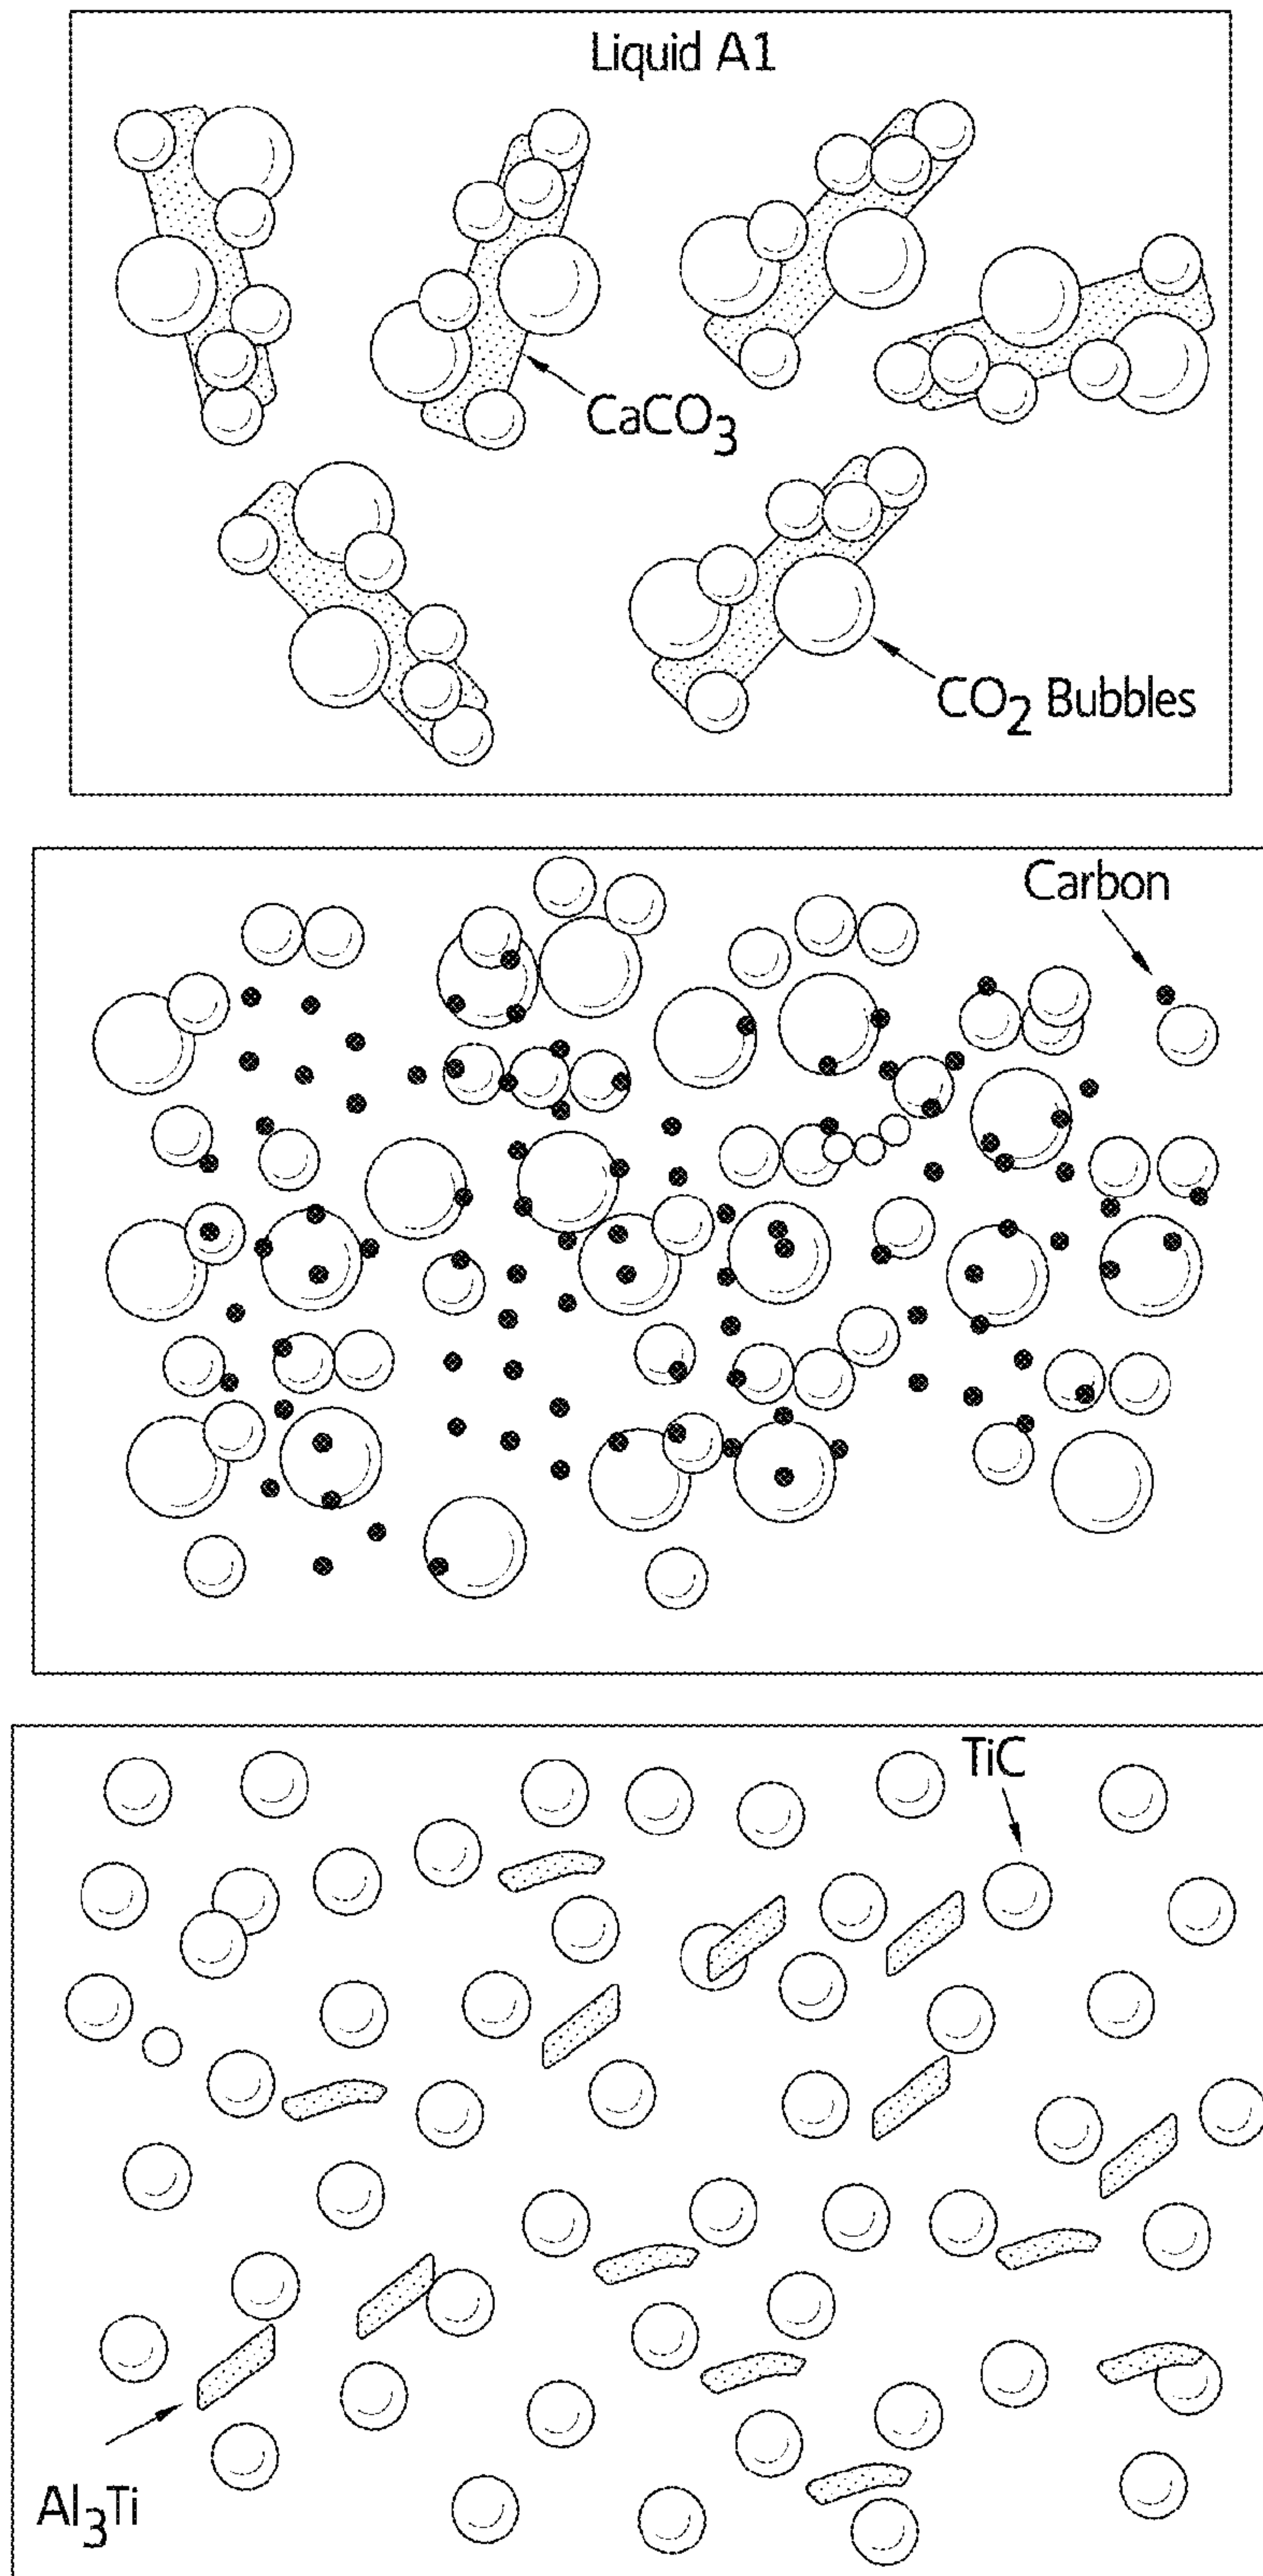 Liquid A1
CaCO3
CO2 Bubbles
Carbon
TiC
Al3Ti